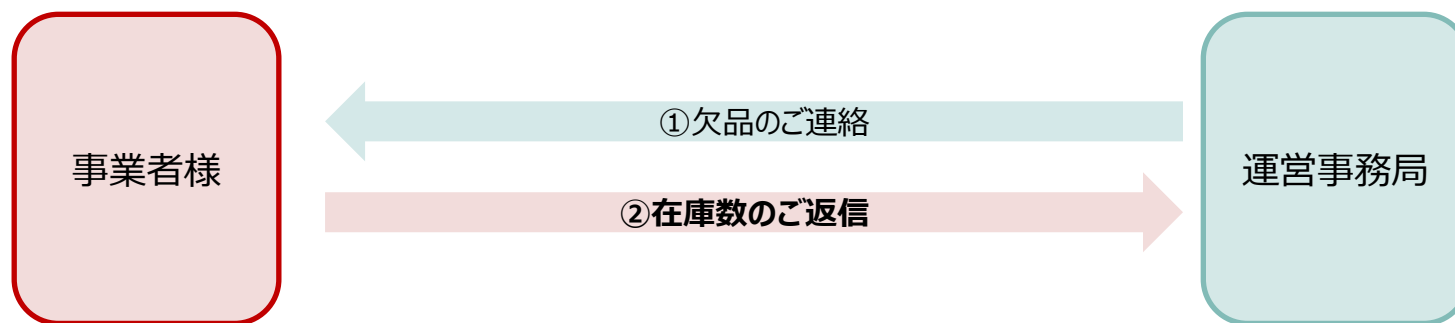 事業者様
①欠品のご連絡
②在庫数のご返信
運営事務局